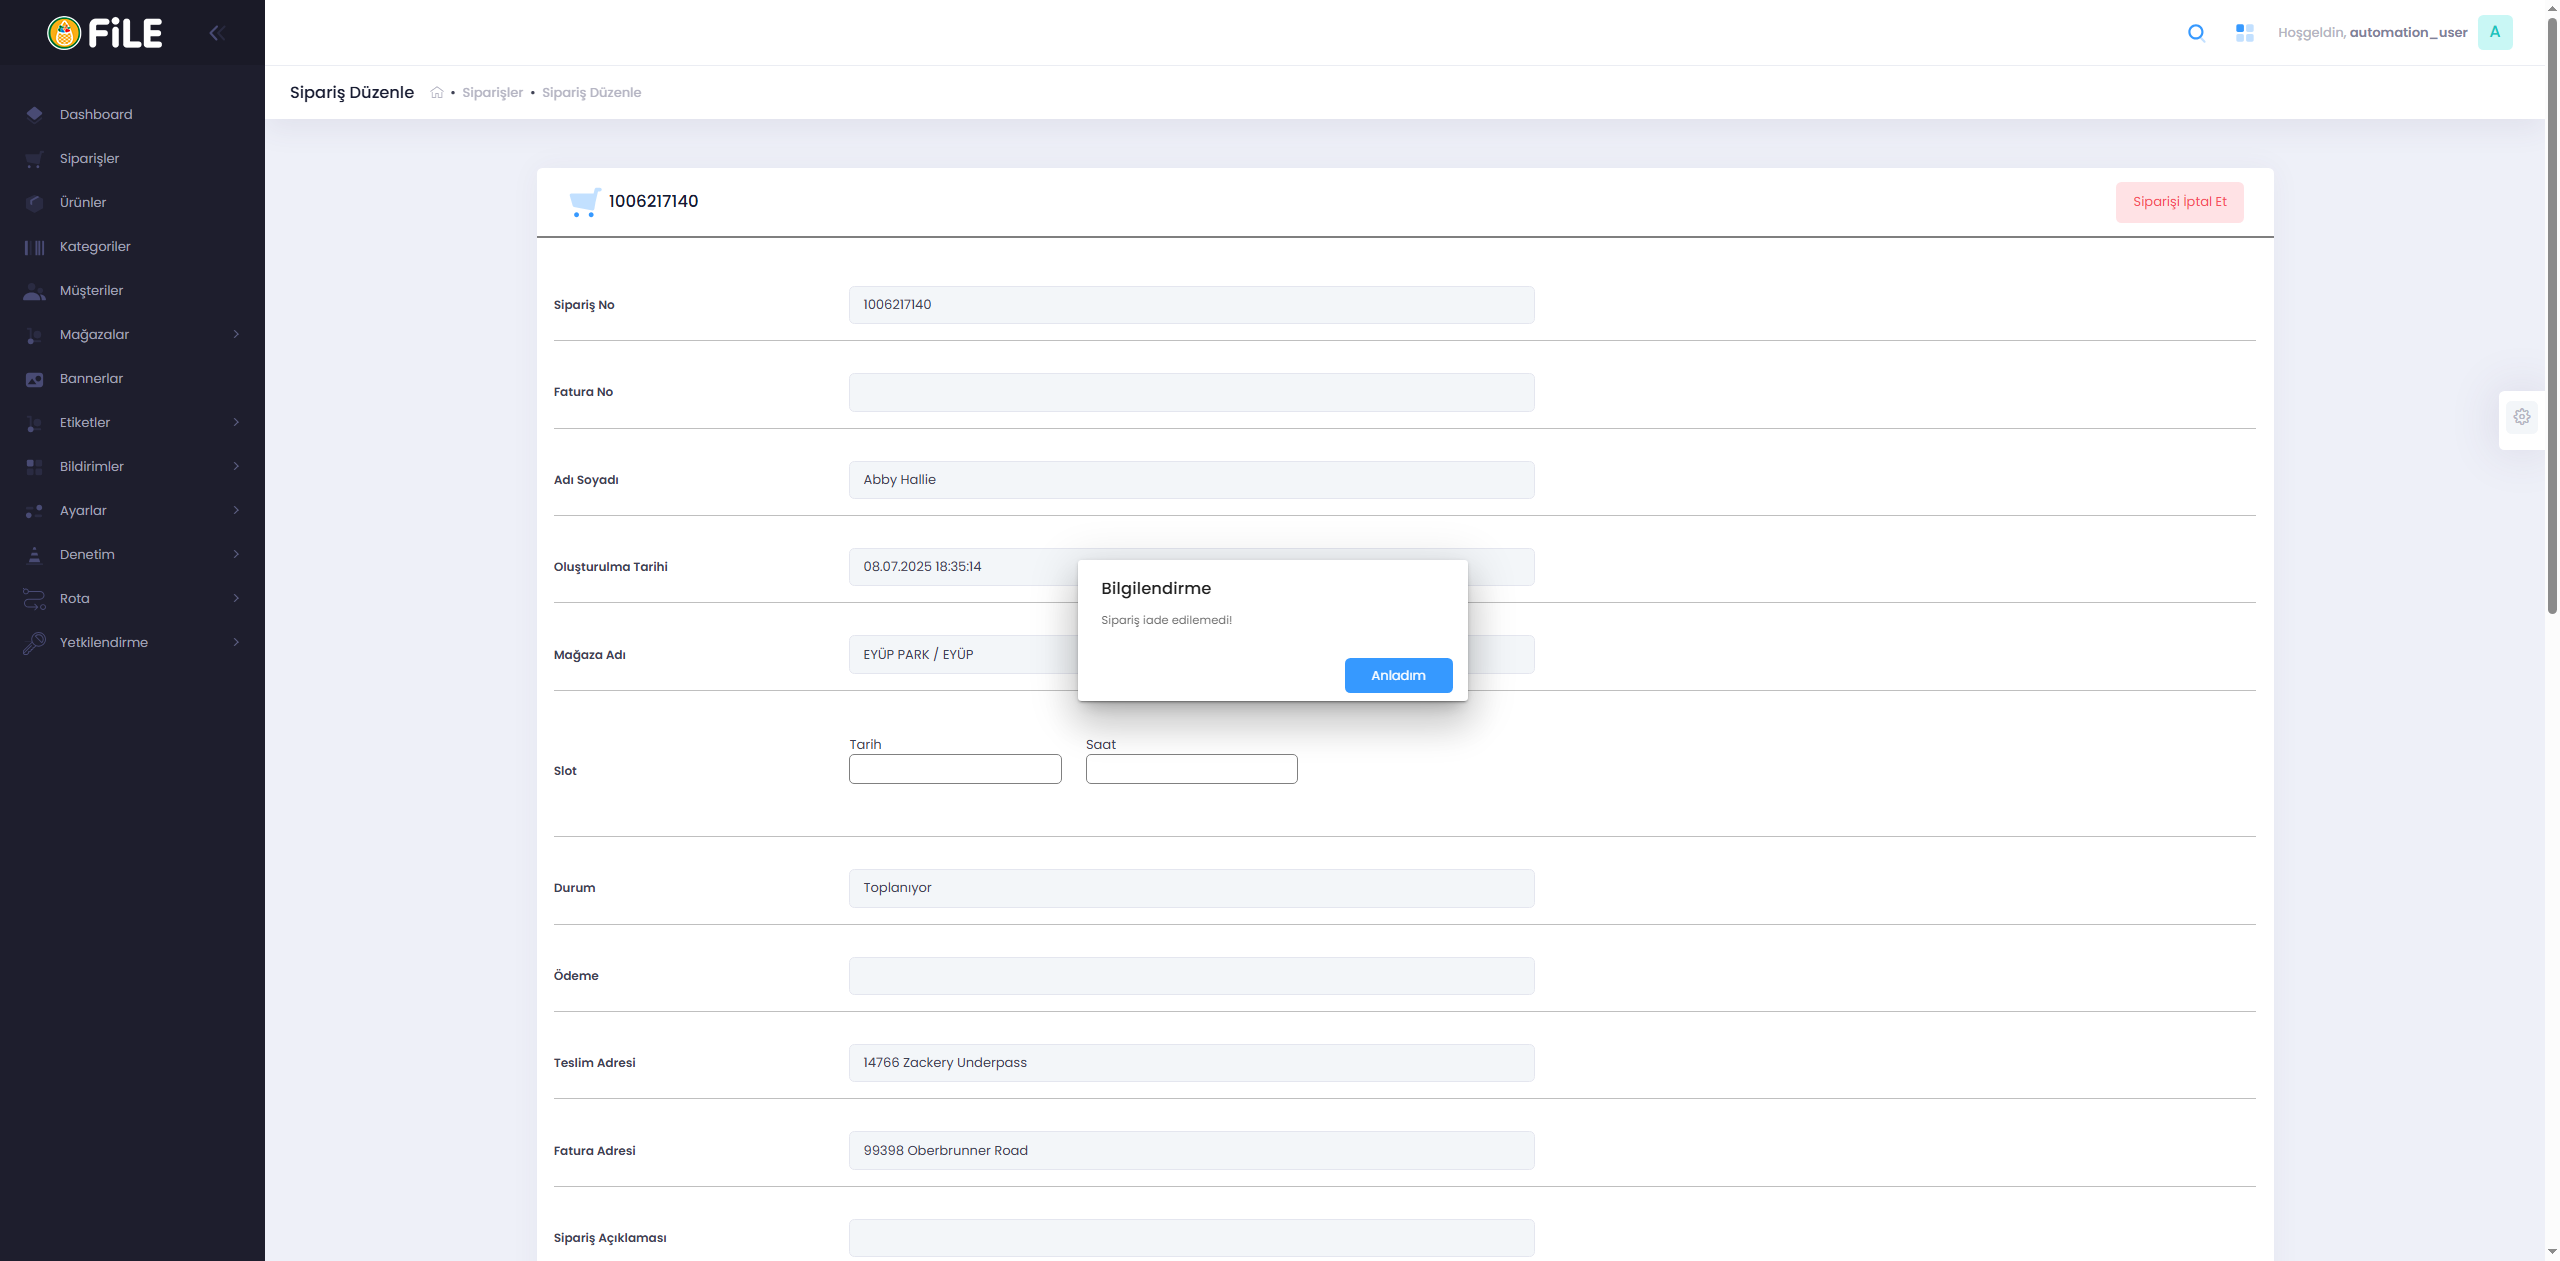 FiLE
Hoşgeldin, automation_user A
Sipariş Düzenle • Siparişler • Sipariş Düzenle
Dashboard
Siparişler
Ürünler
Kategoriler
Müşteriler
Mağazalar
Bannerlar
Etiketler
Bildirimler
Ayarlar
Denetim
Rota
Yetkilendirme
1006217140
Siparişi İptal Et
Sipariş No 1006217140
Fatura No
Adı Soyadı Abby Hallie
Oluşturulma Tarihi 08.07.2025 18:35:14
Bilgilendirme
Sipariş iade edilemedi!
Anladım
Mağaza Adı EYÜP PARK / EYÜP
Tarih Saat
Slot
Durum Toplanıyor
Ödeme
Teslim Adresi 14766 Zackery Underpass
Fatura Adresi 99398 Oberbrunner Road
Sipariş Açıklaması